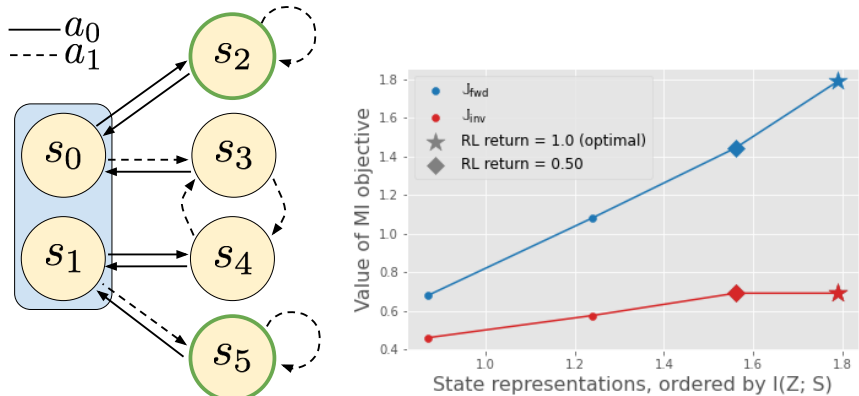 a₀
a₁
s₂
s₀
s₃
s₁
s₄
s₅
J_fwd
J_inv
RL return = 1.0 (optimal)
RL return = 0.50
Value of MI objective
1.8
1.6
1.4
1.2
1.0
0.8
0.6
0.4
1.0 1.2 1.4 1.6 1.8
State representations, ordered by I(Z; S)